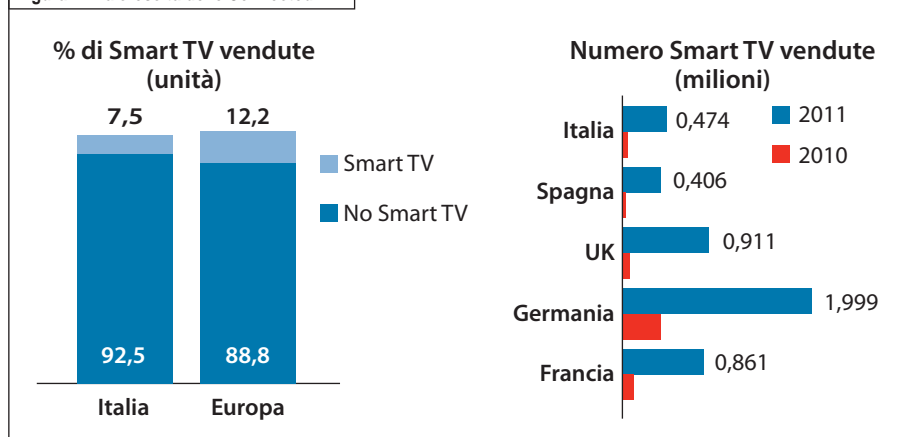 % di Smart TV vendute
(unità)
7,5
12,2
Smart TV
No Smart TV
92,5
88,8
Italia
Europa
Numero Smart TV vendute
(milioni)
Italia
0,474
2011
2010
Spagna
0,406
UK
0,911
Germania
1,999
Francia
0,861